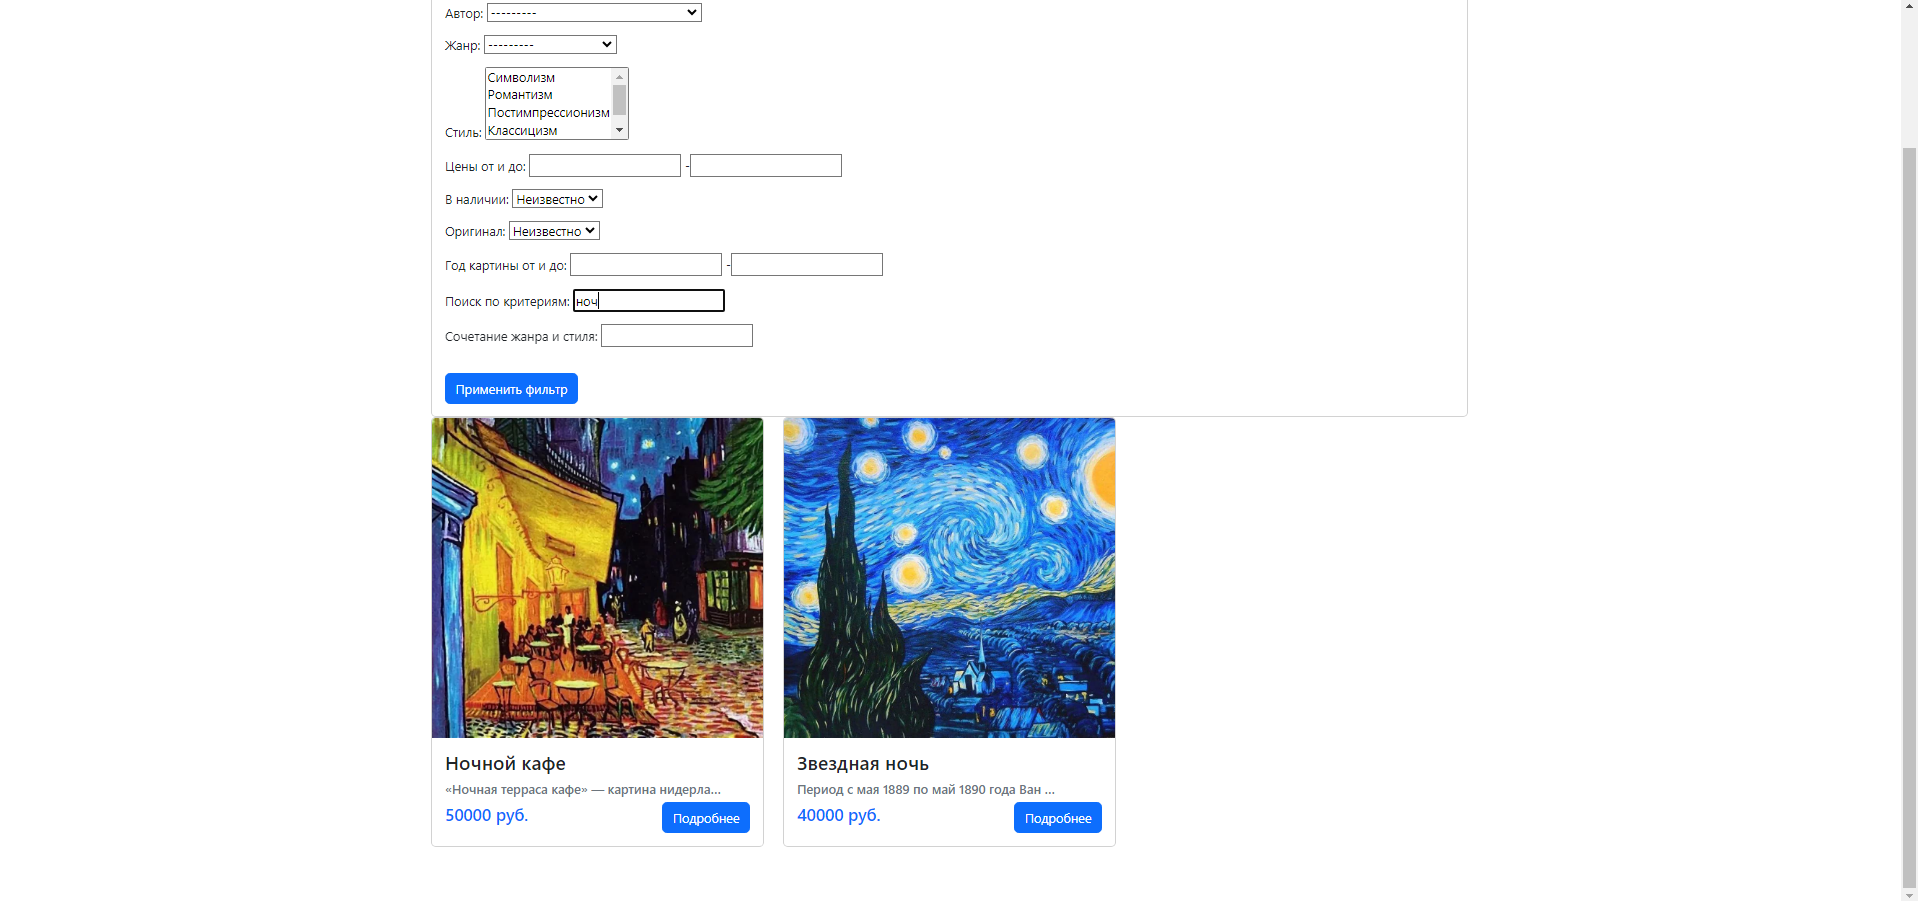 Автор: ---------
Жанр: ---------
Символизм
Романтизм
Постимпрессионизм
Стиль: Классицизм
Цены от и до: -
В наличии: Неизвестно
Оригинал: Неизвестно
Год картины от и до: -
Поиск по критериям: ноч
Сочетание жанра и стиля:
Применить фильтр
Ночной кафе
«Ночная терраса кафе» — картина нидерла...
50000 руб. Подробнее
Звездная ночь
Период с мая 1889 по май 1890 года Ван ...
40000 руб. Подробнее